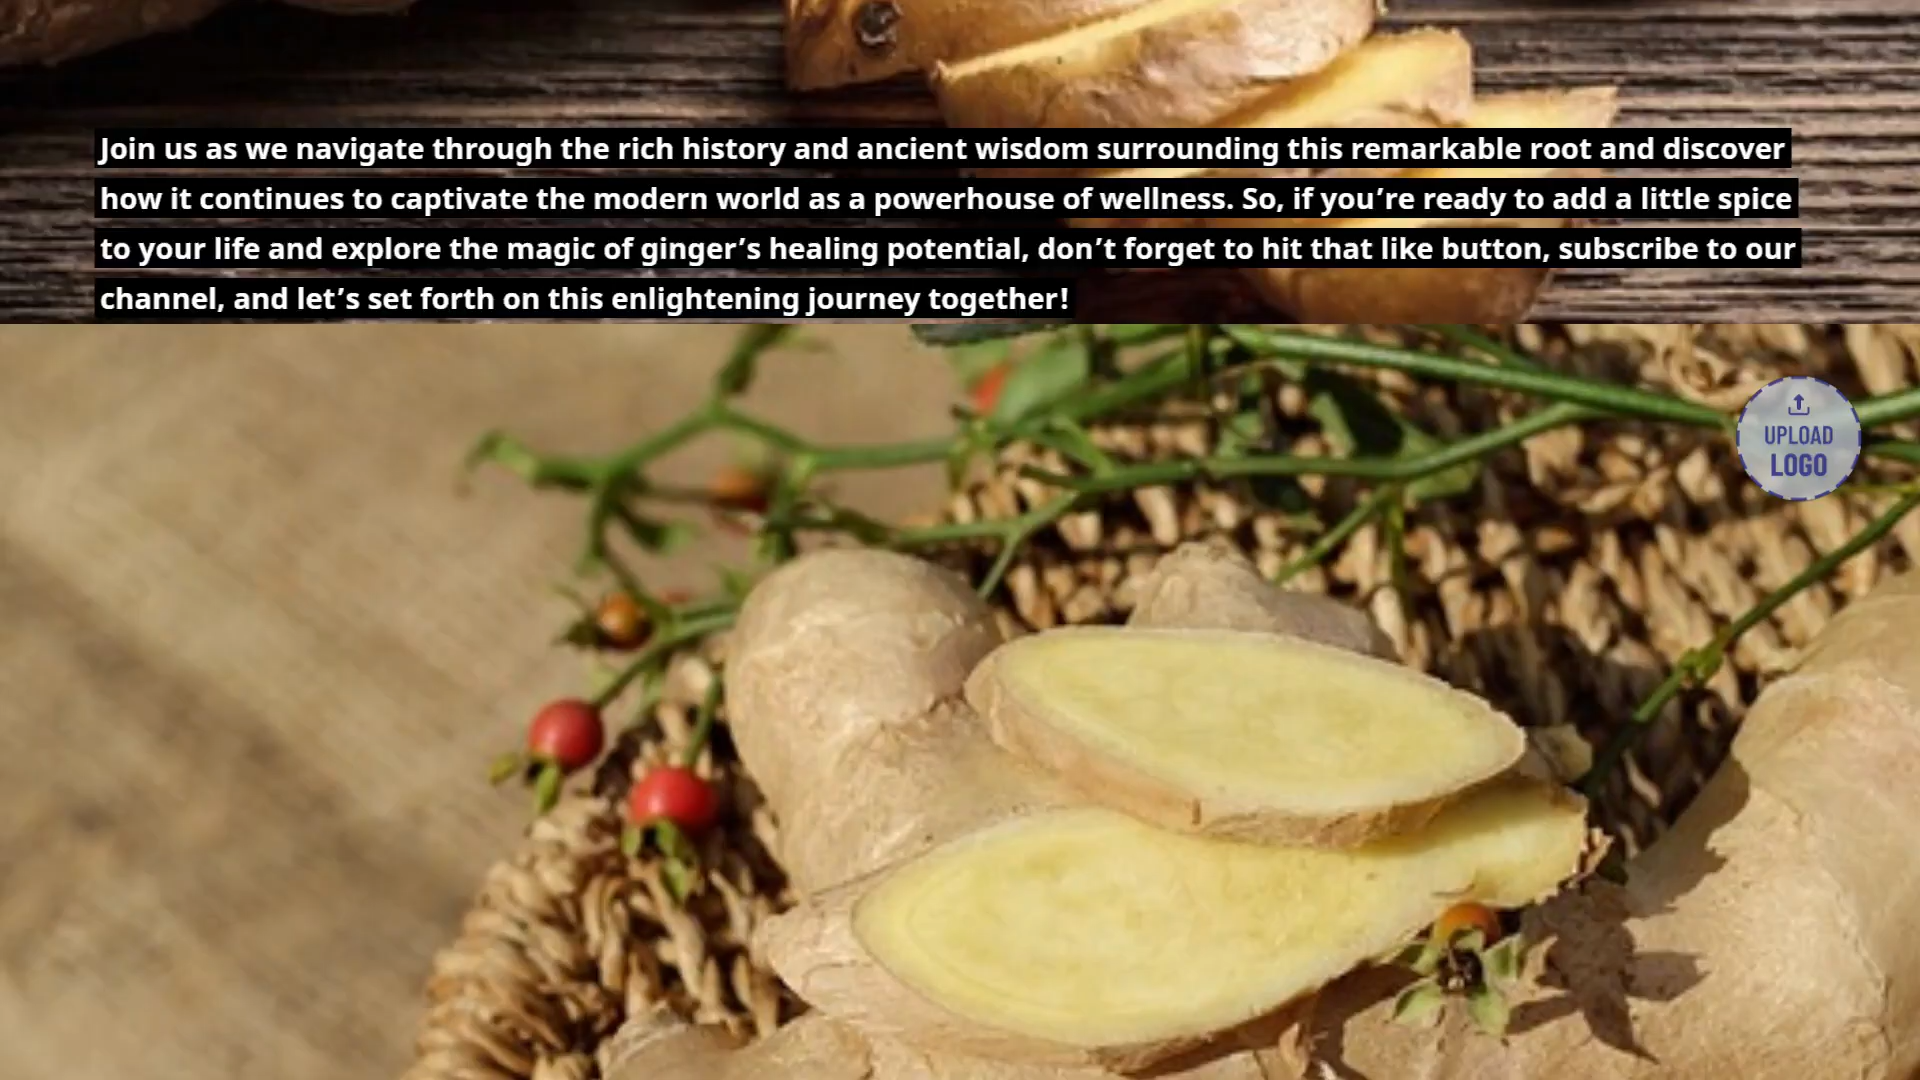 Join us as we navigate through the rich history and ancient wisdom surrounding this remarkable root and discover
how it continues to captivate the modern world as a powerhouse of wellness. So, if you’re ready to add a little spice
to your life and explore the magic of ginger’s healing potential, don’t forget to hit that like button, subscribe to our
channel, and let’s set forth on this enlightening journey together!
UPLOAD
LOGO